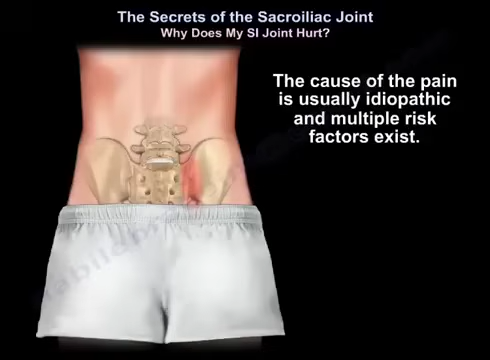 The Secrets of the Sacroiliac Joint
Why Does My SI Joint Hurt?
The cause of the pain
is usually idiopathic
and multiple risk
factors exist.